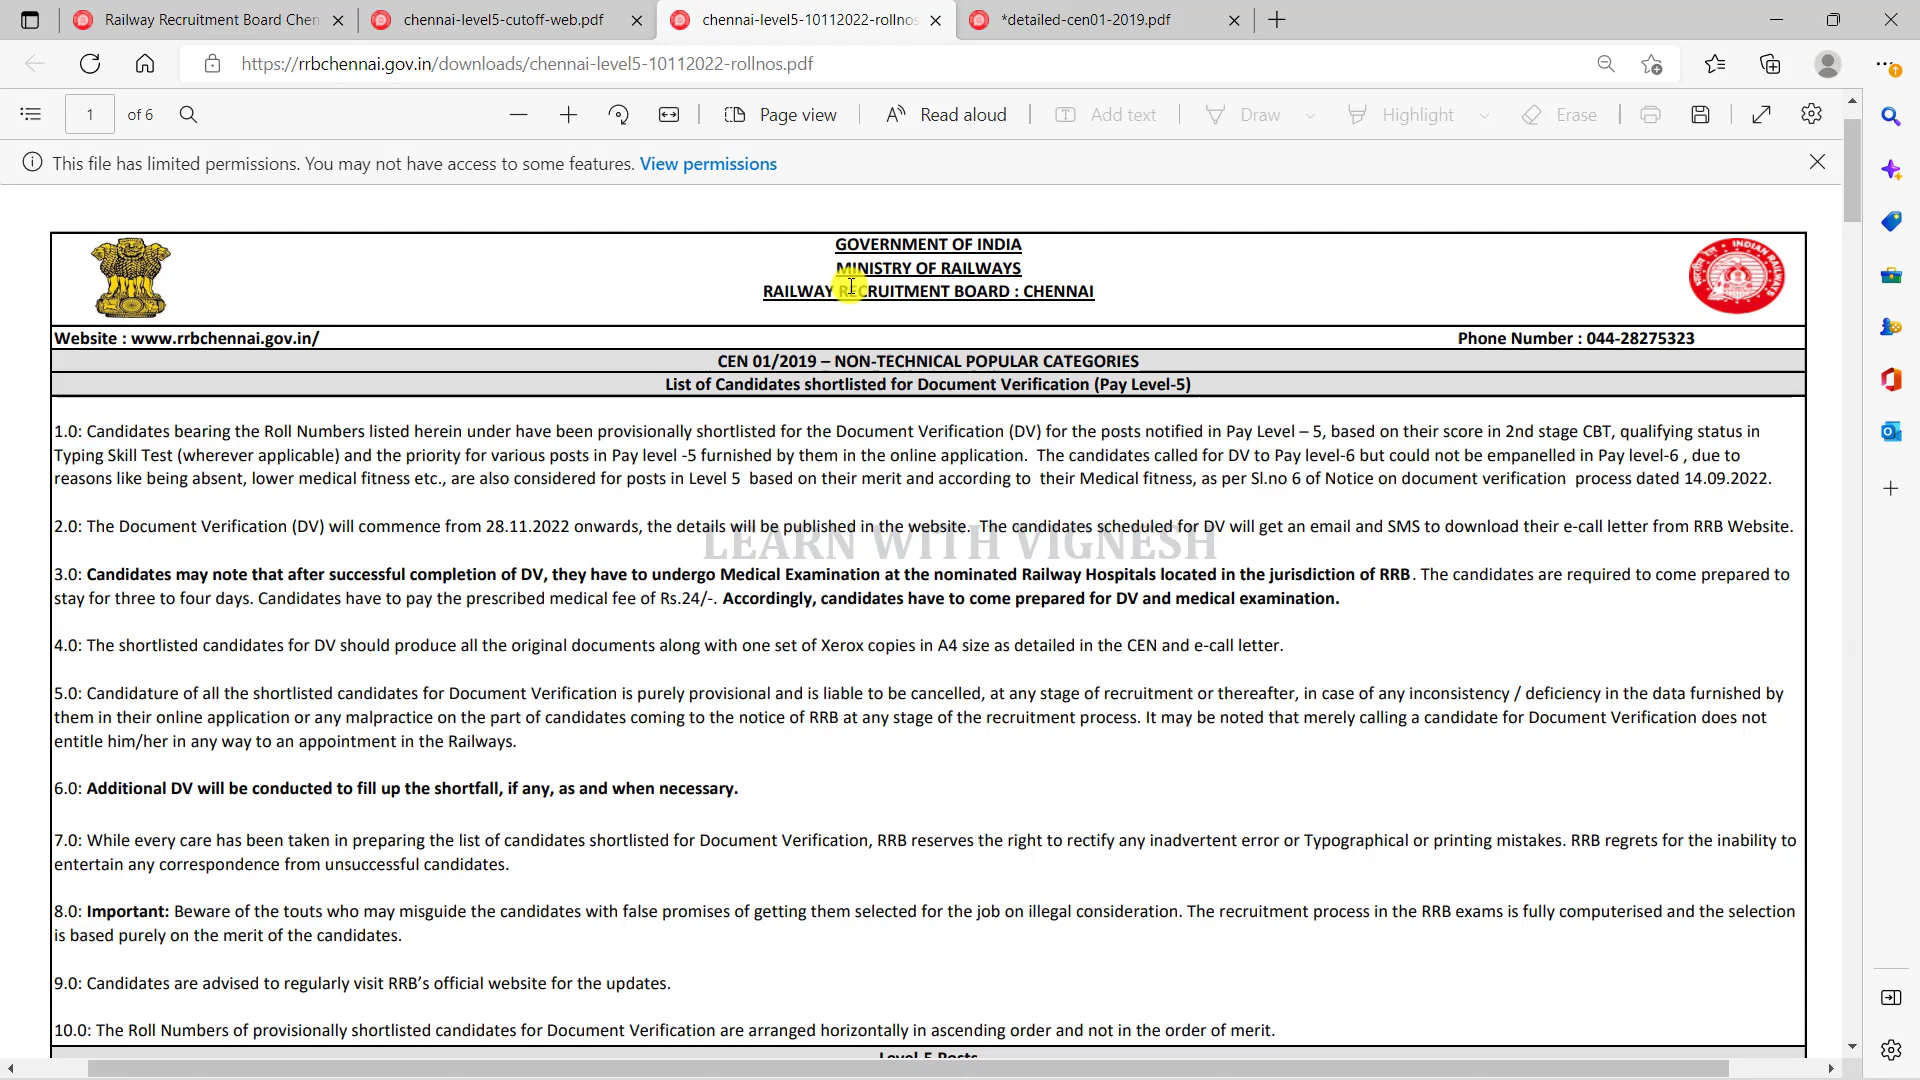 Railway Recruitment Board Chen
chennai-level5-cutoff-web.pdf
chennai-level5-10112022-rollnos
*detailed-cen01-2019.pdf
https://rrbchennai.gov.in/downloads/chennai-level5-10112022-rollnos.pdf
1 of 6 Page view Read aloud Add text Draw Highlight Erase
This file has limited permissions. You may not have access to some features. View permissions
GOVERNMENT OF INDIA
MINISTRY OF RAILWAYS
RAILWAY RECRUITMENT BOARD : CHENNAI
INDIAN RAILWAYS
Website : www.rrbchennai.gov.in/ Phone Number : 044-28275323
CEN 01/2019 – NON-TECHNICAL POPULAR CATEGORIES
List of Candidates shortlisted for Document Verification (Pay Level-5)
1.0: Candidates bearing the Roll Numbers listed herein under have been provisionally shortlisted for the Document Verification (DV) for the posts notified in Pay Level – 5, based on their score in 2nd stage CBT, qualifying status in
Typing Skill Test (wherever applicable) and the priority for various posts in Pay level -5 furnished by them in the online application. The candidates called for DV to Pay level-6 but could not be empanelled in Pay level-6 , due to
reasons like being absent, lower medical fitness etc., are also considered for posts in Level 5 based on their merit and according to their Medical fitness, as per Sl.no 6 of Notice on document verification process dated 14.09.2022.
2.0: The Document Verification (DV) will commence from 28.11.2022 onwards, the details will be published in the website. The candidates scheduled for DV will get an email and SMS to download their e-call letter from RRB Website.
LEARN WITH VIGNESH
3.0: Candidates may note that after successful completion of DV, they have to undergo Medical Examination at the nominated Railway Hospitals located in the jurisdiction of RRB. The candidates are required to come prepared to
stay for three to four days. Candidates have to pay the prescribed medical fee of Rs.24/-. Accordingly, candidates have to come prepared for DV and medical examination.
4.0: The shortlisted candidates for DV should produce all the original documents along with one set of Xerox copies in A4 size as detailed in the CEN and e-call letter.
5.0: Candidature of all the shortlisted candidates for Document Verification is purely provisional and is liable to be cancelled, at any stage of recruitment or thereafter, in case of any inconsistency / deficiency in the data furnished by
them in their online application or any malpractice on the part of candidates coming to the notice of RRB at any stage of the recruitment process. It may be noted that merely calling a candidate for Document Verification does not
entitle him/her in any way to an appointment in the Railways.
6.0: Additional DV will be conducted to fill up the shortfall, if any, as and when necessary.
7.0: While every care has been taken in preparing the list of candidates shortlisted for Document Verification, RRB reserves the right to rectify any inadvertent error or Typographical or printing mistakes. RRB regrets for the inability to
entertain any correspondence from unsuccessful candidates.
8.0: Important: Beware of the touts who may misguide the candidates with false promises of getting them selected for the job on illegal consideration. The recruitment process in the RRB exams is fully computerised and the selection
is based purely on the merit of the candidates.
9.0: Candidates are advised to regularly visit RRB’s official website for the updates.
10.0: The Roll Numbers of provisionally shortlisted candidates for Document Verification are arranged horizontally in ascending order and not in the order of merit.
Level 5 Posts